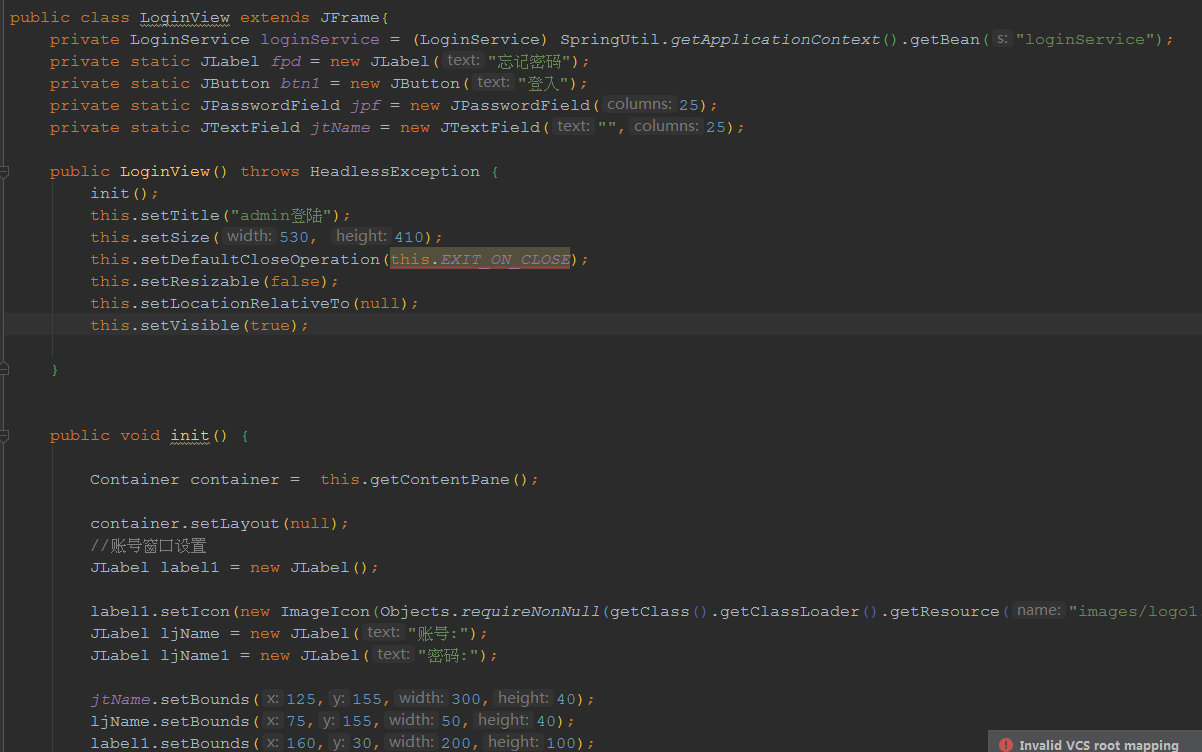 public class LoginView extends JFrame{
private LoginService loginService = (LoginService) SpringUtil.getApplicationContext().getBean( s: "loginService");
private static JLabel fpd = new JLabel( text: "忘记密码");
private static JButton btn1 = new JButton( text: "登入");
private static JPasswordField jpf = new JPasswordField( columns: 25);
private static JTextField jtName = new JTextField( text: "", columns: 25);
public LoginView() throws HeadlessException {
init();
this.setTitle("admin登陆");
this.setSize( width: 530, height: 410);
this.setDefaultCloseOperation(this.EXIT_ON_CLOSE);
this.setResizable(false);
this.setLocationRelativeTo(null);
this.setVisible(true);
}
public void init() {
Container container =  this.getContentPane();
container.setLayout(null);
//账号窗口设置
JLabel label1 = new JLabel();
label1.setIcon(new ImageIcon(Objects.requireNonNull(getClass().getClassLoader().getResource( name: "images/logo1
JLabel ljName = new JLabel( text: "账号:");
JLabel ljName1 = new JLabel( text: "密码:");
jtName.setBounds( x: 125, y: 155, width: 300, height: 40);
ljName.setBounds( x: 75, y: 155, width: 50, height: 40);
label1.setBounds( x: 160, y: 30, width: 200, height: 100);
Invalid VCS root mapping